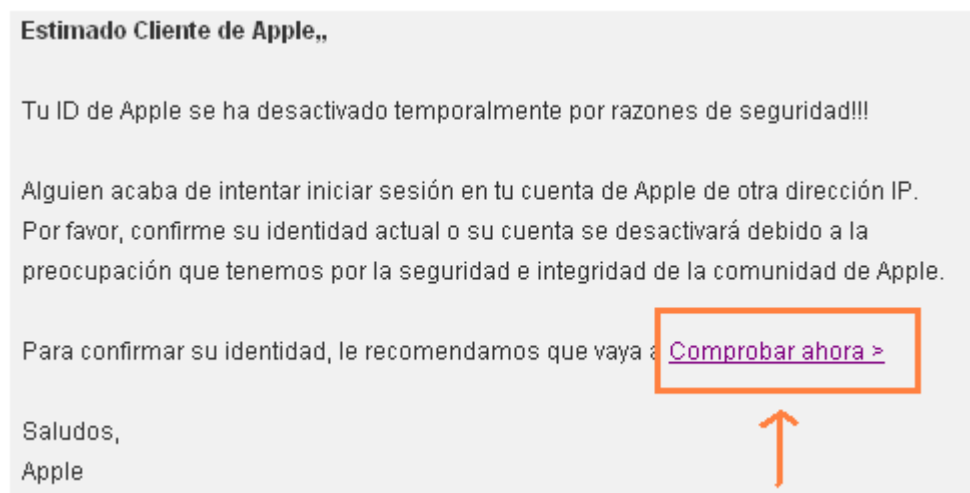 Estimado Cliente de Apple,,
Tu ID de Apple se ha desactivado temporalmente por razones de seguridad!!!
Alguien acaba de intentar iniciar sesión en tu cuenta de Apple de otra dirección IP.
Por favor, confirme su identidad actual o su cuenta se desactivará debido a la
preocupación que tenemos por la seguridad e integridad de la comunidad de Apple.
Para confirmar su identidad, le recomendamos que vaya a Comprobar ahora >
Saludos,
Apple